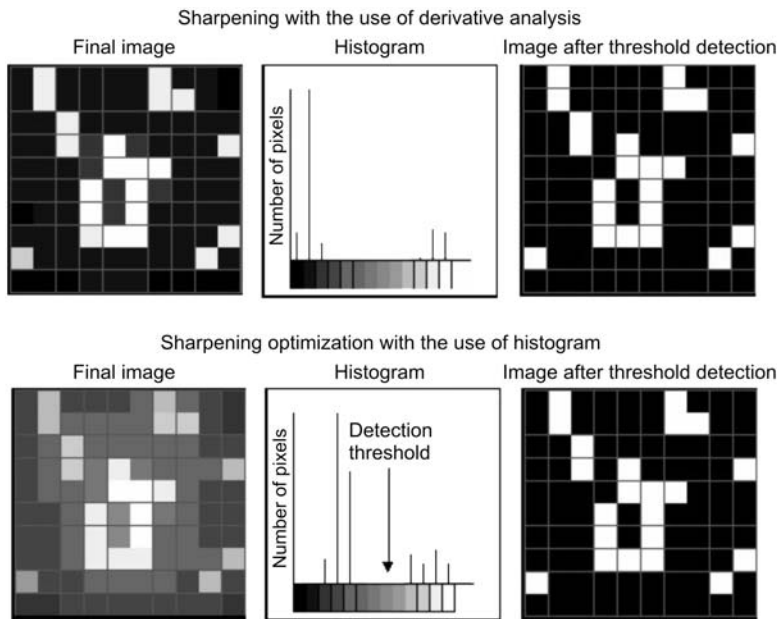 Sharpening with the use of derivative analysis
Final image
Histogram
Image after threshold detection
Number of pixels
Sharpening optimization with the use of histogram
Final image
Histogram
Image after threshold detection
Number of pixels
Detection
threshold